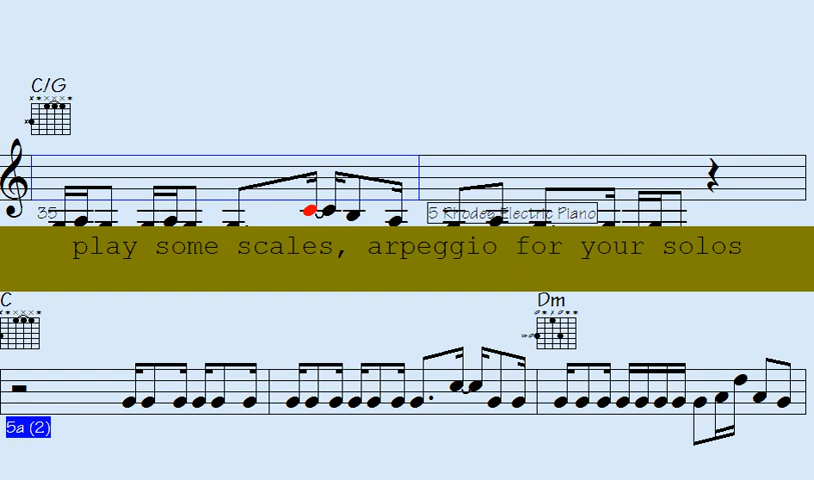 C/G
35
5 Rhodes Electric Piano
play some scales, arpeggio for your solos
C
Dm
5a (2)